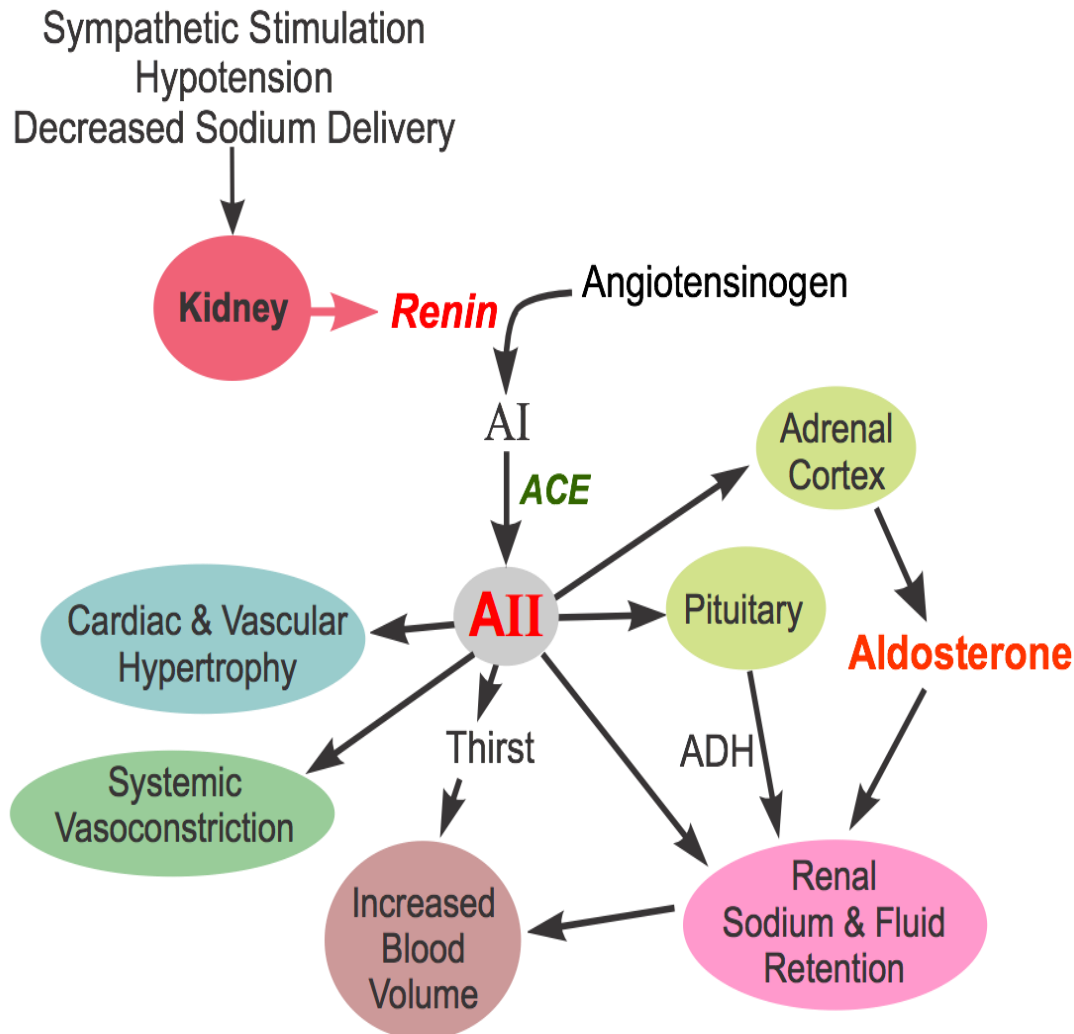 Sympathetic Stimulation
Hypotension
Decreased Sodium Delivery
Kidney
Renin
Angiotensinogen
AI
ACE
Adrenal
Cortex
AII
Pituitary
Cardiac & Vascular
Hypertrophy
Aldosterone
Thirst
ADH
Systemic
Vasoconstriction
Increased
Blood
Volume
Renal
Sodium & Fluid
Retention